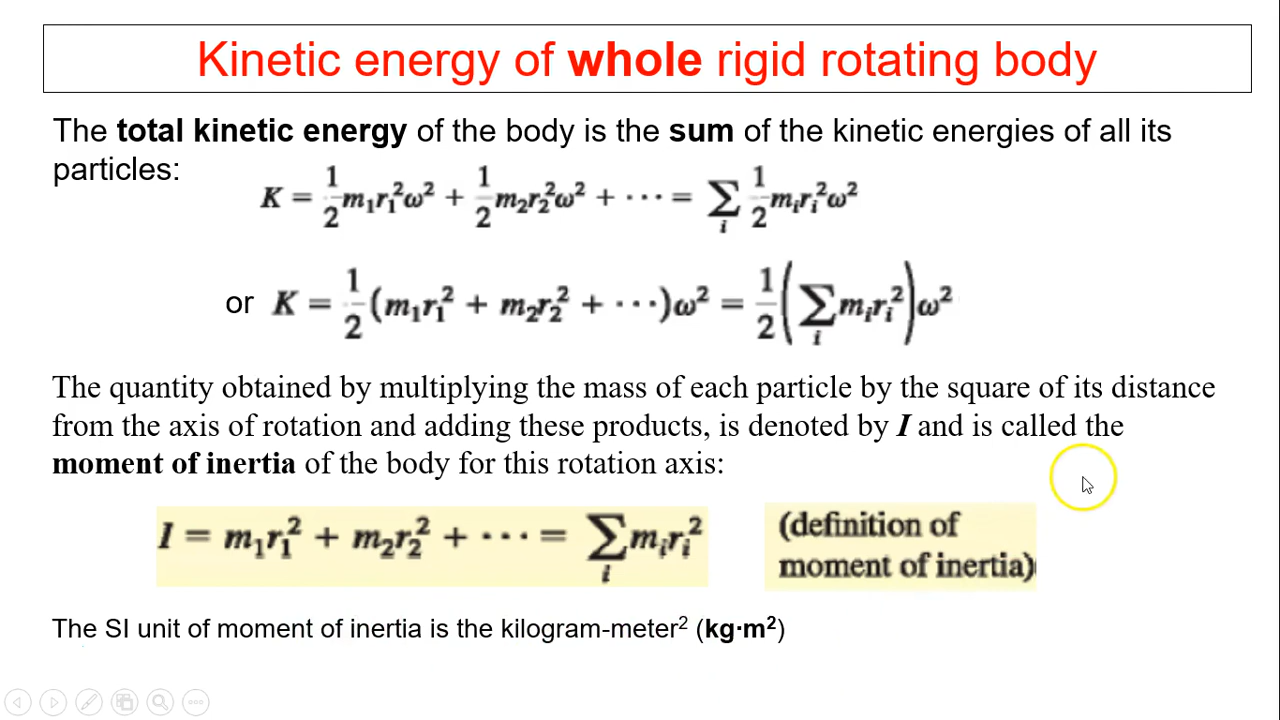 Kinetic energy of whole rigid rotating body
The total kinetic energy of the body is the sum of the kinetic energies of all its
particles:
K = 1/2 m₁r₁²ω² + 1/2 m₂r₂²ω² + ··· = ∑ᵢ 1/2 mᵢrᵢ²ω²
or K = 1/2 (m₁r₁² + m₂r₂² + ···)ω² = 1/2 (∑ᵢ mᵢrᵢ²)ω²
The quantity obtained by multiplying the mass of each particle by the square of its distance
from the axis of rotation and adding these products, is denoted by I and is called the
moment of inertia of the body for this rotation axis:
I = m₁r₁² + m₂r₂² + ··· = ∑ᵢ mᵢrᵢ²
(definition of
moment of inertia)
The SI unit of moment of inertia is the kilogram-meter² (kg·m²)